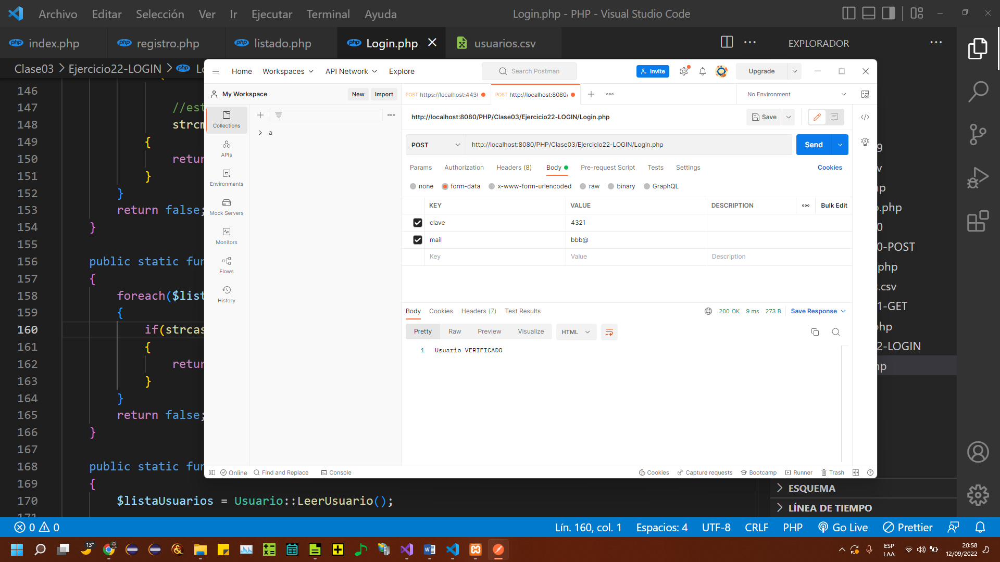 Archivo Editar Selección Ver Ir Ejecutar Terminal Ayuda
Login.php - PHP - Visual Studio Code
index.php
registro.php
listado.php
Login.php
usuarios.csv
EXPLORADOR
Clase03 > Ejercicio22-LOGIN >
146
147 //est
148 strcm
149 {
150 retur
151 }
152 }
153 return false;
154 }
155
156 public static fun
157 {
158 foreach($list
159 {
160 if(strcas
161 {
162 retur
163 }
164 }
165 return false;
166 }
167
168 public static fun
169 {
170 $listaUsuarios = Usuario::LeerUsuario();
171
Home Workspaces API Network Explore
Search Postman
Invite
Upgrade
My Workspace
New
Import
POST https://localhost:4430
POST http://localhost:8080/
No Environment
Collections
APIs
Environments
Mock Servers
Monitors
Flows
History
a
http://localhost:8080/PHP/Clase03/Ejercicio22-LOGIN/Login.php
Save
POST
http://localhost:8080/PHP/Clase03/Ejercicio22-LOGIN/Login.php
Send
Params Authorization Headers (8) Body Pre-request Script Tests Settings
Cookies
none form-data x-www-form-urlencoded raw binary GraphQL
KEY VALUE DESCRIPTION
Bulk Edit
clave 4321
mail bbb@
Key Value Description
Body Cookies Headers (7) Test Results
200 OK 9 ms 273 B Save Response
Pretty Raw Preview Visualize HTML
1 Usuario VERIFICADO
Online Find and Replace Console
Cookies Capture requests Bootcamp Runner Trash
9
v
np
o.php
0
0-POST
php
s.csv
1-GET
hp
2-LOGIN
np
ESQUEMA
LÍNEA DE TIEMPO
0 0
Lín. 160, col. 1 Espacios: 4 UTF-8 CRLF PHP Go Live Prettier
13°
ESP
LAA
20:58
12/09/2022